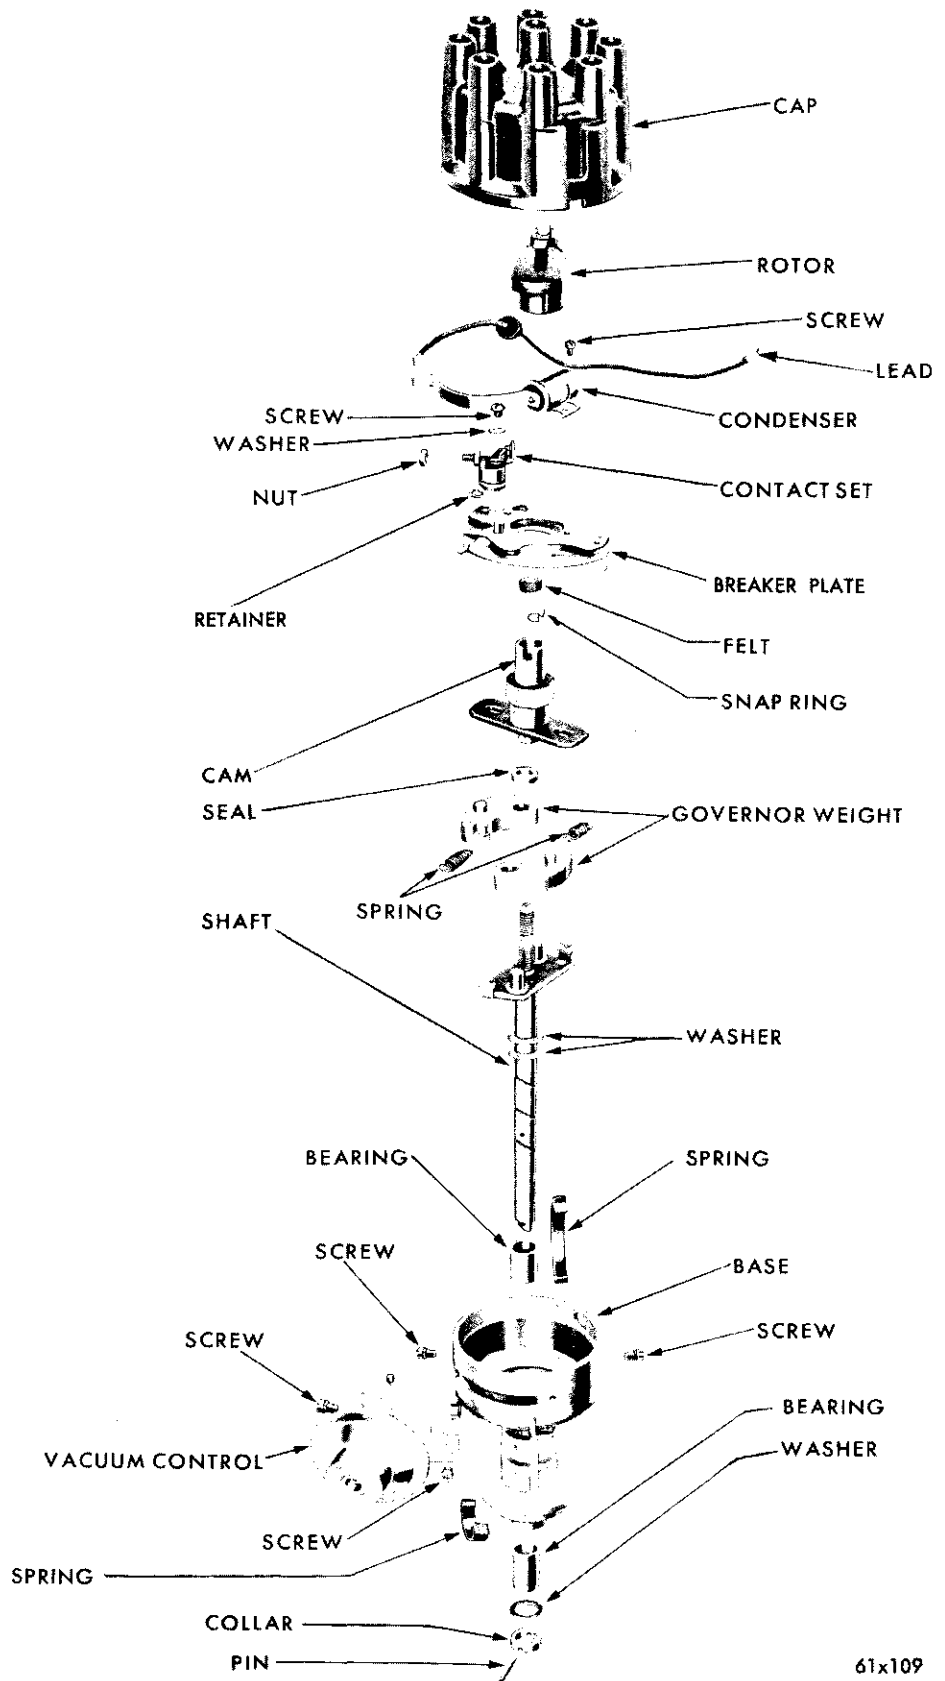 CAP
ROTOR
SCREW
LEAD
SCREW
CONDENSER
WASHER
NUT
CONTACT SET
BREAKER PLATE
RETAINER
FELT
SNAP RING
CAM
SEAL
GOVERNOR WEIGHT
SPRING
SHAFT
WASHER
BEARING
SPRING
SCREW
BASE
SCREW
SCREW
BEARING
VACUUM CONTROL
WASHER
SCREW
SPRING
COLLAR
PIN
61x109